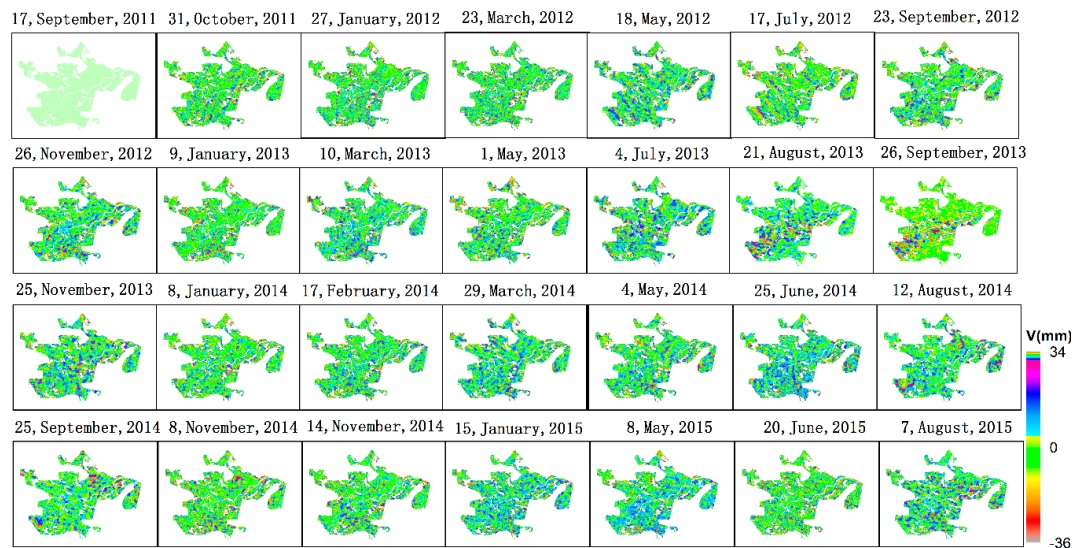 17, September, 2011 31, October, 2011 27, January, 2012 23, March, 2012 18, May, 2012 17, July, 2012 23, September, 2012
26, November, 2012 9, January, 2013 10, March, 2013 1, May, 2013 4, July, 2013 21, August, 2013 26, September, 2013
25, November, 2013 8, January, 2014 17, February, 2014 29, March, 2014 4, May, 2014 25, June, 2014 12, August, 2014
V(mm)
34
25, September, 2014 8, November, 2014 14, November, 2014 15, January, 2015 8, May, 2015 20, June, 2015 7, August, 2015
0
-36